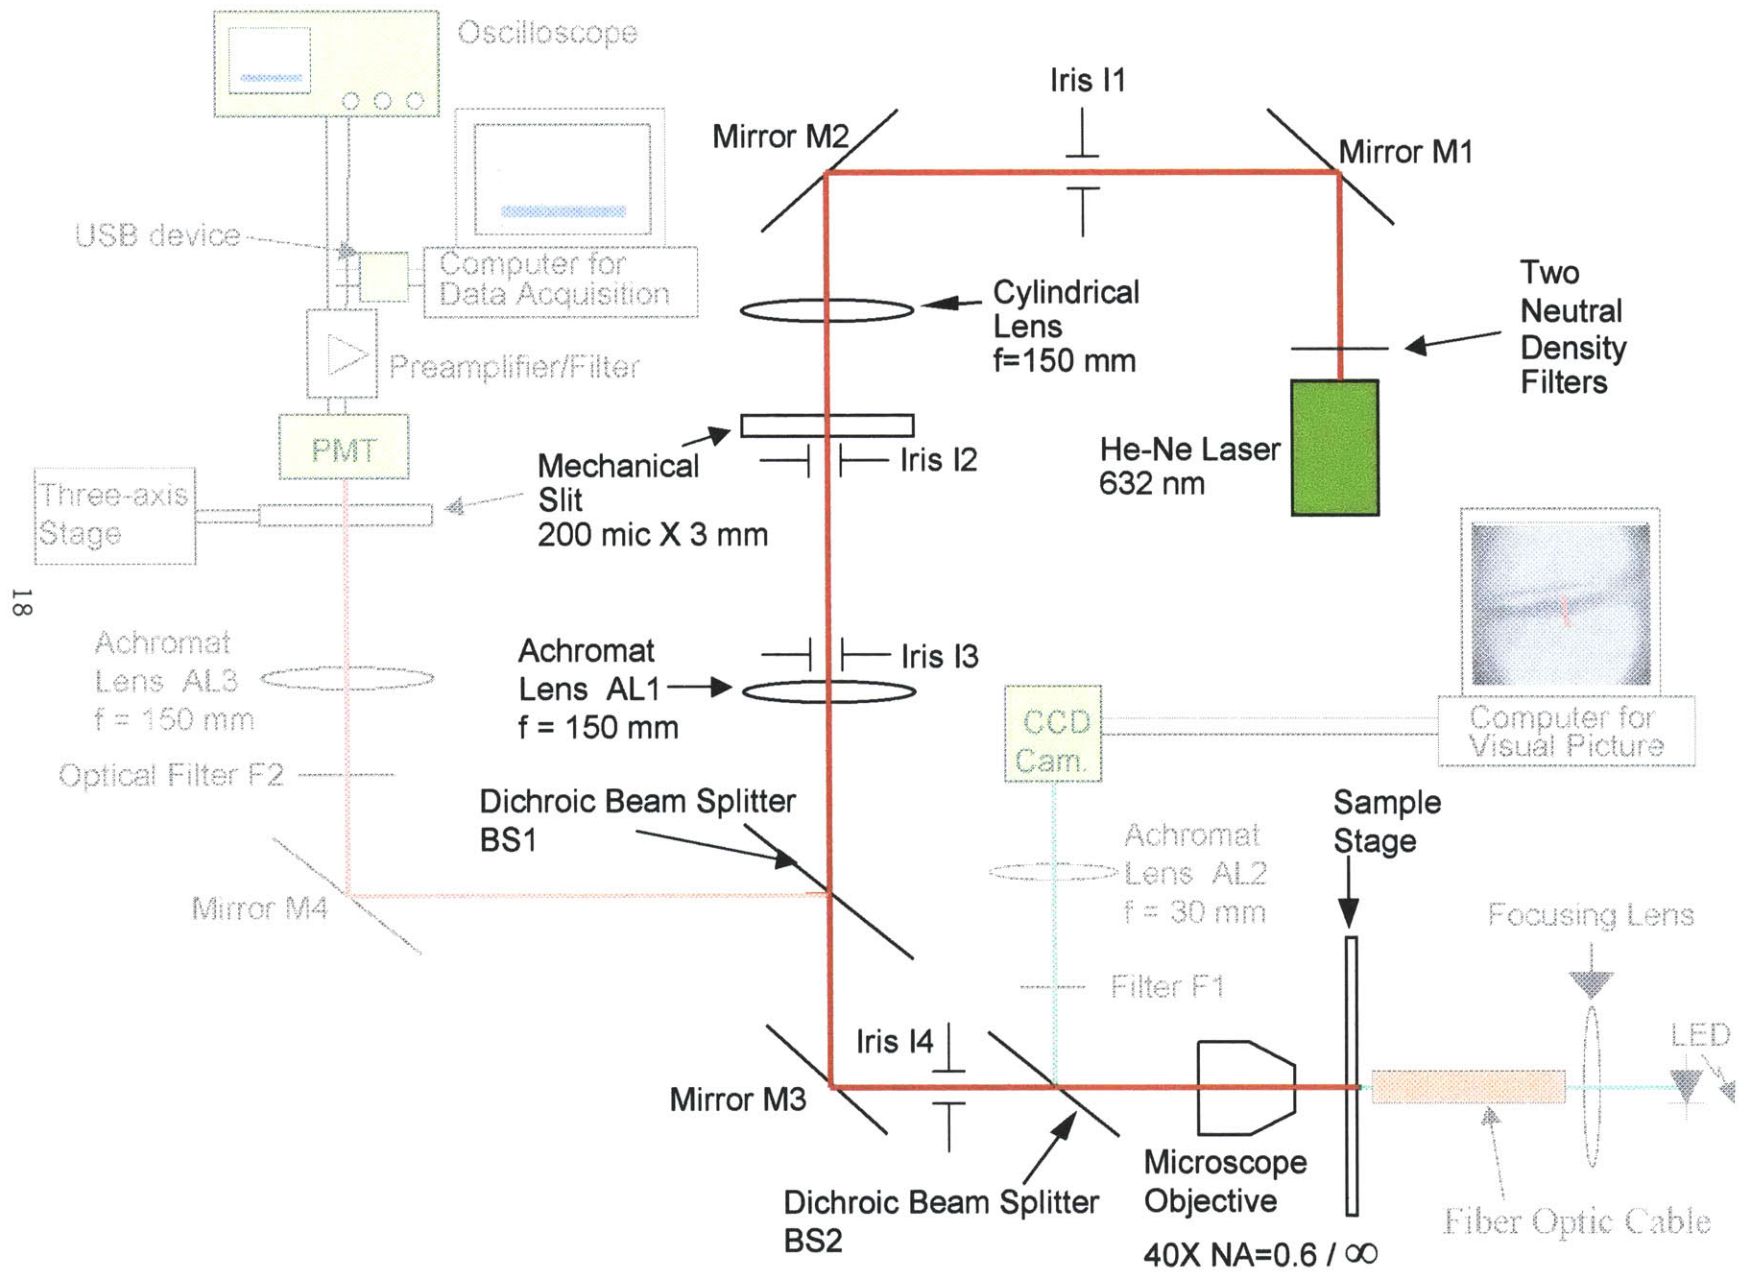 Oscilloscope
Iris I1
Mirror M2
Mirror M1
USB device
Computer for
Data Acquisition
Two
Neutral
Density
Filters
Cylindrical
Lens
f=150 mm
Preamplifier/Filter
PMT
Mechanical
Slit
200 mic X 3 mm
Iris I2
He-Ne Laser
632 nm
Three-axis
Stage
18
Achromat
Lens AL3
f = 150 mm
Achromat
Lens AL1
f = 150 mm
Iris I3
CCD
Cam.
Computer for
Visual Picture
Optical Filter F2
Dichroic Beam Splitter
BS1
Sample
Stage
Achromat
Lens AL2
f = 30 mm
Mirror M4
Focusing Lens
Filter F1
Iris I4
LED
Mirror M3
Microscope
Objective
40X NA=0.6 / ∞
Dichroic Beam Splitter
BS2
Fiber Optic Cable